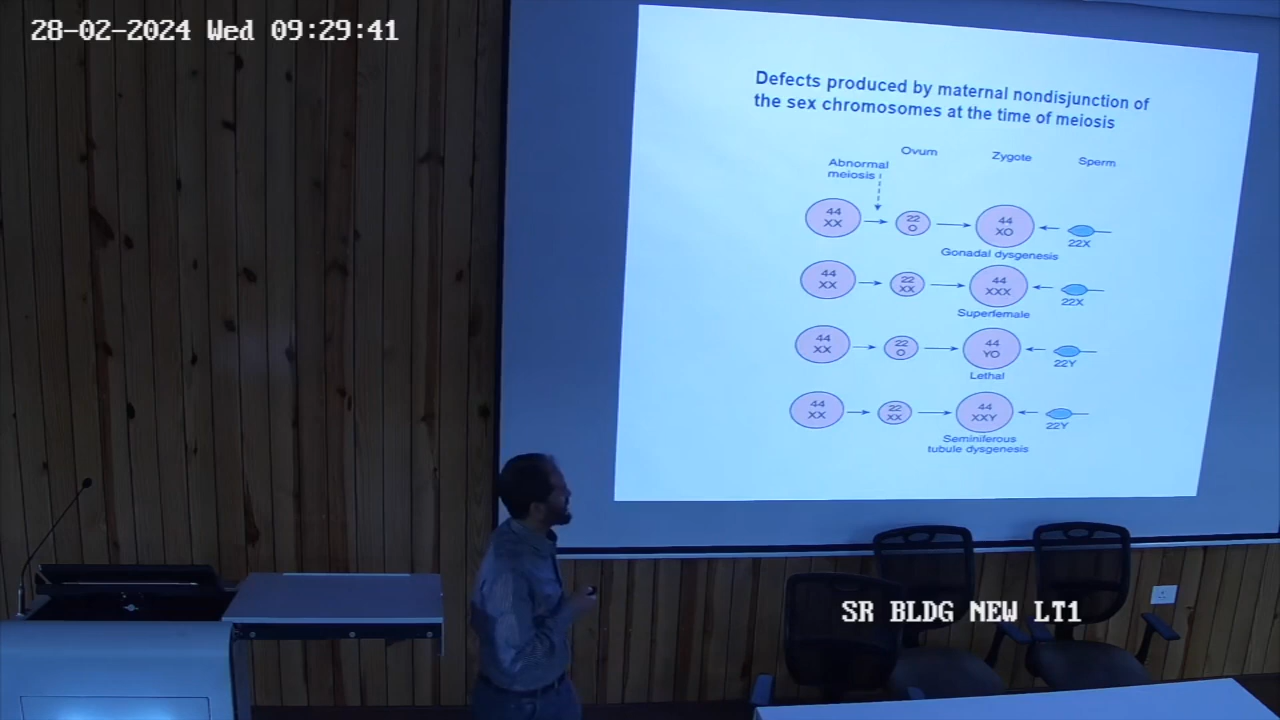 28-02-2024 Wed 09:29:41
Defects produced by maternal nondisjunction of
the sex chromosomes at the time of meiosis
Ovum
Zygote
Sperm
Abnormal
meiosis
44
XX
22
O
44
XO
22X
Gonadal dysgenesis
44
XX
22
XX
44
XXX
22X
Superfemale
44
XX
22
O
44
YO
22Y
Lethal
44
XX
22
XX
44
XXY
22Y
Seminiferous
tubule dysgenesis
SR BLDG NEW LT1